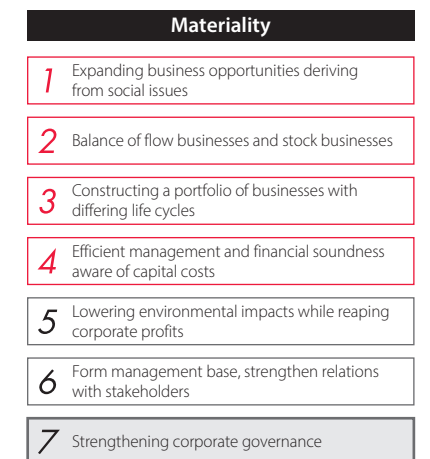 Materiality
1 Expanding business opportunities deriving
from social issues
2 Balance of flow businesses and stock businesses
3 Constructing a portfolio of businesses with
differing life cycles
4 Efficient management and financial soundness
aware of capital costs
5 Lowering environmental impacts while reaping
corporate profits
6 Form management base, strengthen relations
with stakeholders
7 Strengthening corporate governance